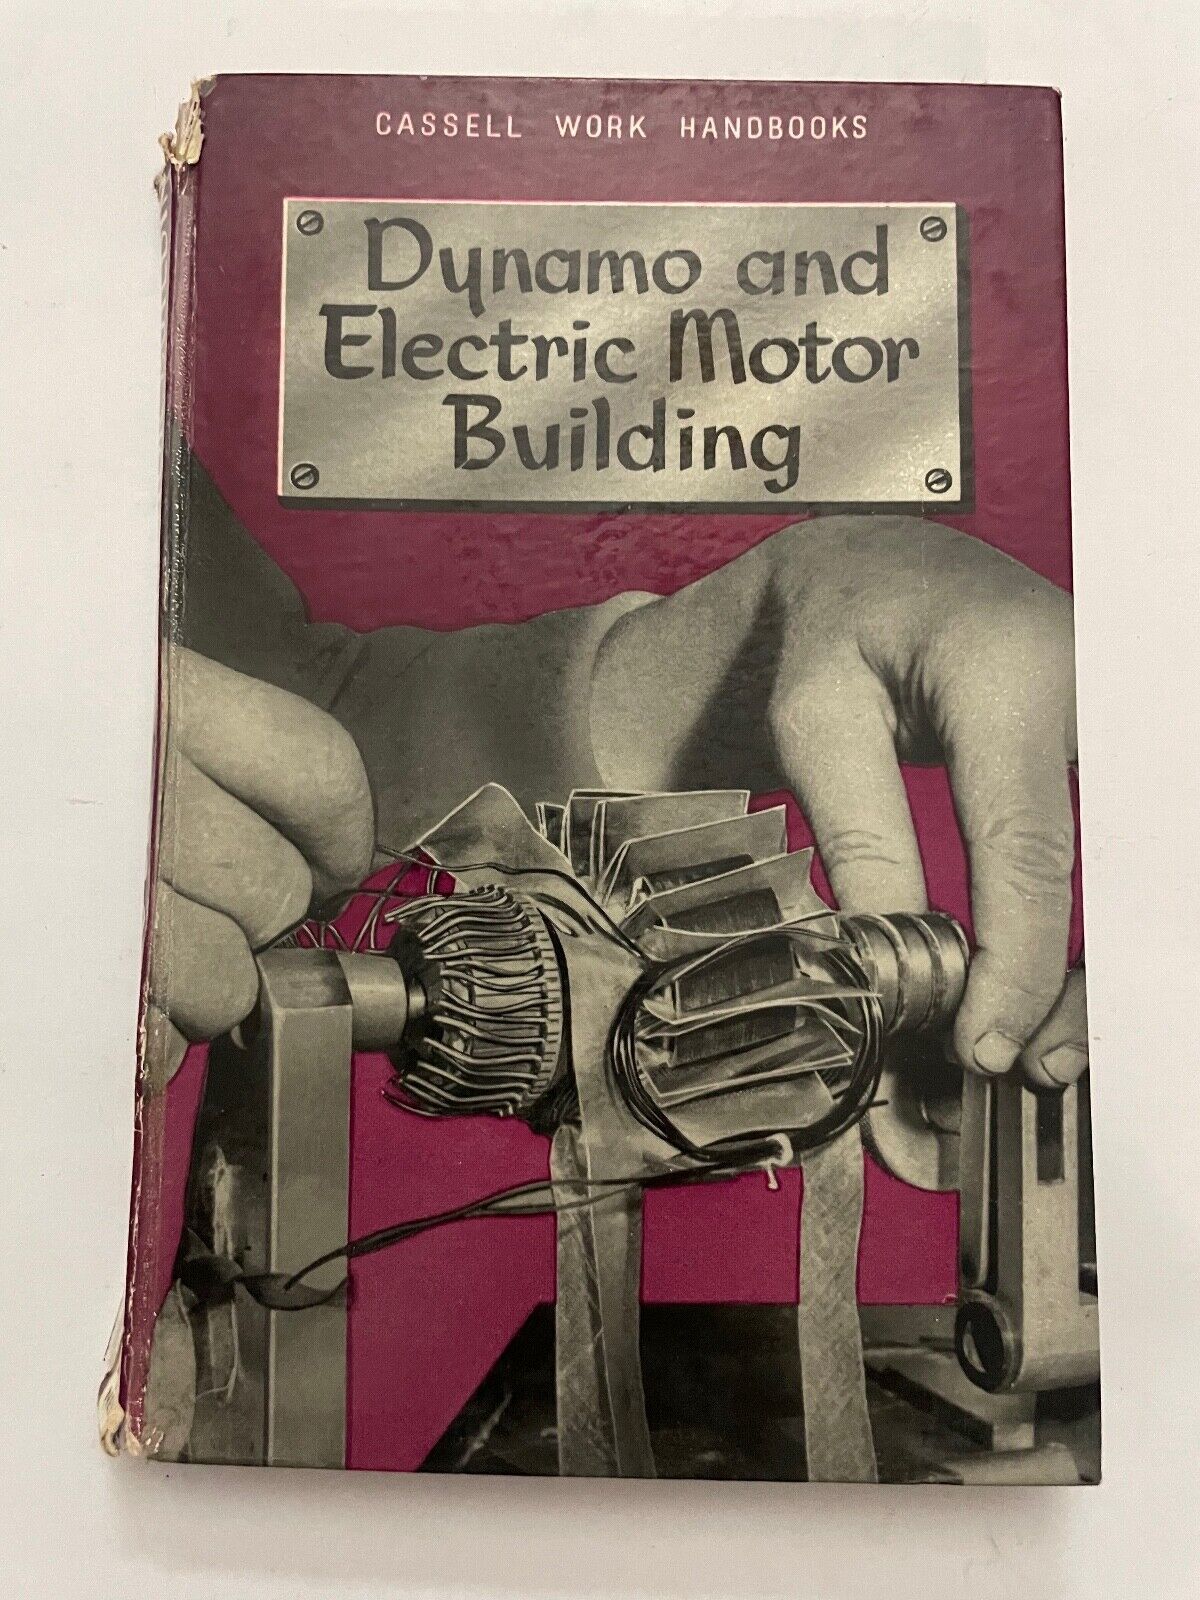 CASSELL WORK HANDBOOKS
Dynamo and
Electric Motor
Building